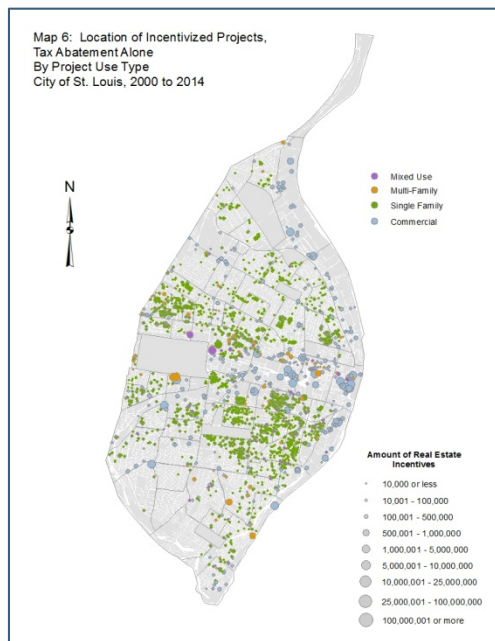 Map 6:  Location of Incentivized Projects,
Tax Abatement Alone
By Project Use Type
City of St. Louis, 2000 to 2014
N
Mixed Use
Multi-Family
Single Family
Commercial
Amount of Real Estate
Incentives
10,000 or less
10,001 - 100,000
100,001 - 500,000
500,001 - 1,000,000
1,000,001 - 5,000,000
5,000,001 - 10,000,000
10,000,001 - 25,000,000
25,000,001 - 100,000,000
100,000,001 or more